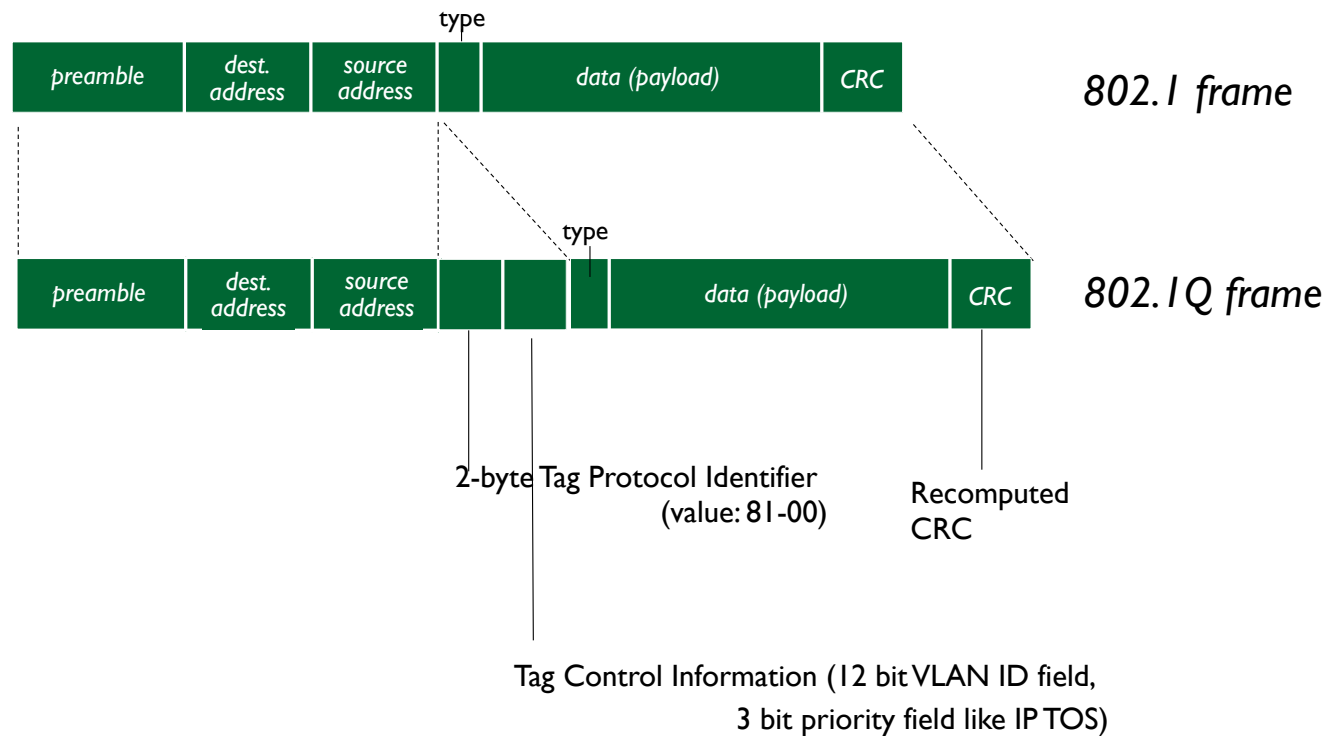 type
preamble
dest.
address
source
address
data (payload)
CRC
802.1 frame
type
preamble
dest.
address
source
address
data (payload)
CRC
802.1Q frame
2-byte Tag Protocol Identifier
(value: 81-00)
Recomputed
CRC
Tag Control Information (12 bit VLAN ID field,
3 bit priority field like IP TOS)